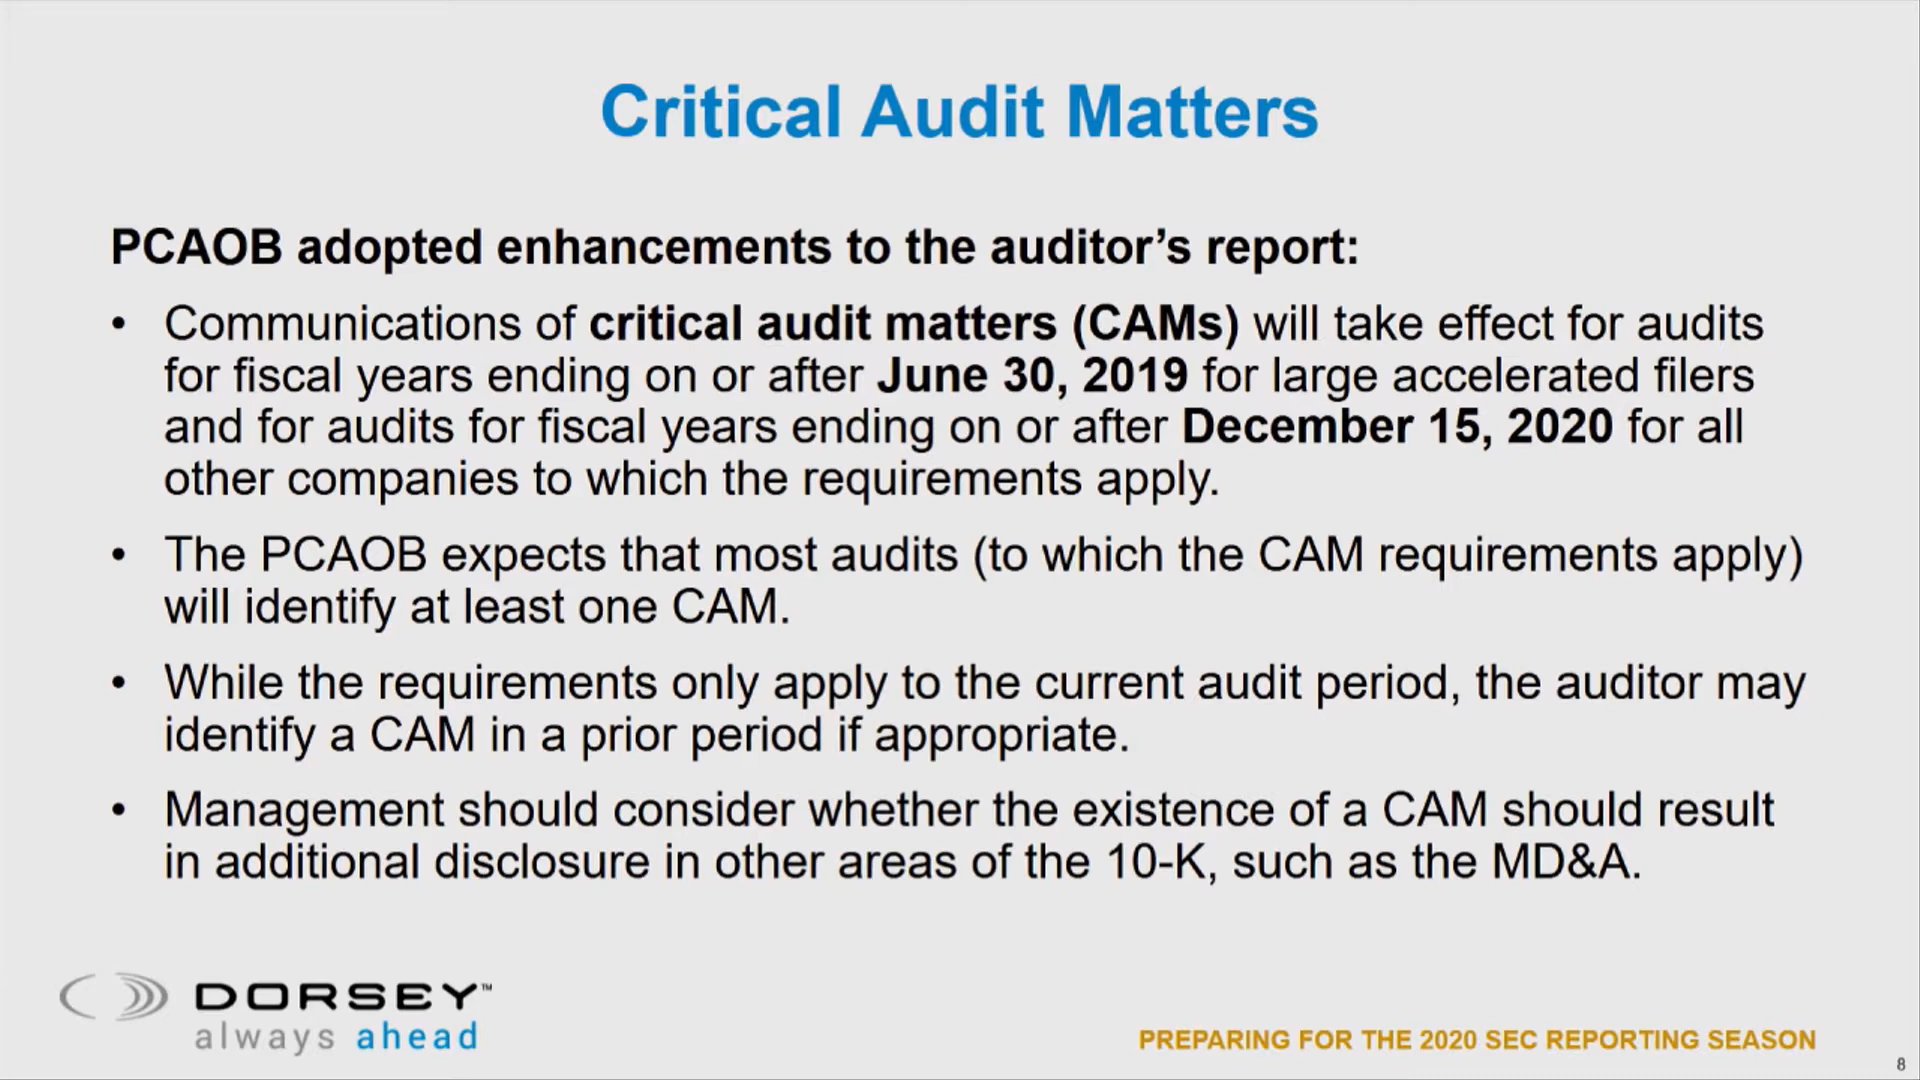 Critical Audit Matters
PCAOB adopted enhancements to the auditor’s report:
• Communications of critical audit matters (CAMs) will take effect for audits
for fiscal years ending on or after June 30, 2019 for large accelerated filers
and for audits for fiscal years ending on or after December 15, 2020 for all
other companies to which the requirements apply.
• The PCAOB expects that most audits (to which the CAM requirements apply)
will identify at least one CAM.
• While the requirements only apply to the current audit period, the auditor may
identify a CAM in a prior period if appropriate.
• Management should consider whether the existence of a CAM should result
in additional disclosure in other areas of the 10-K, such as the MD&A.
DORSEY™
always ahead
PREPARING FOR THE 2020 SEC REPORTING SEASON
8